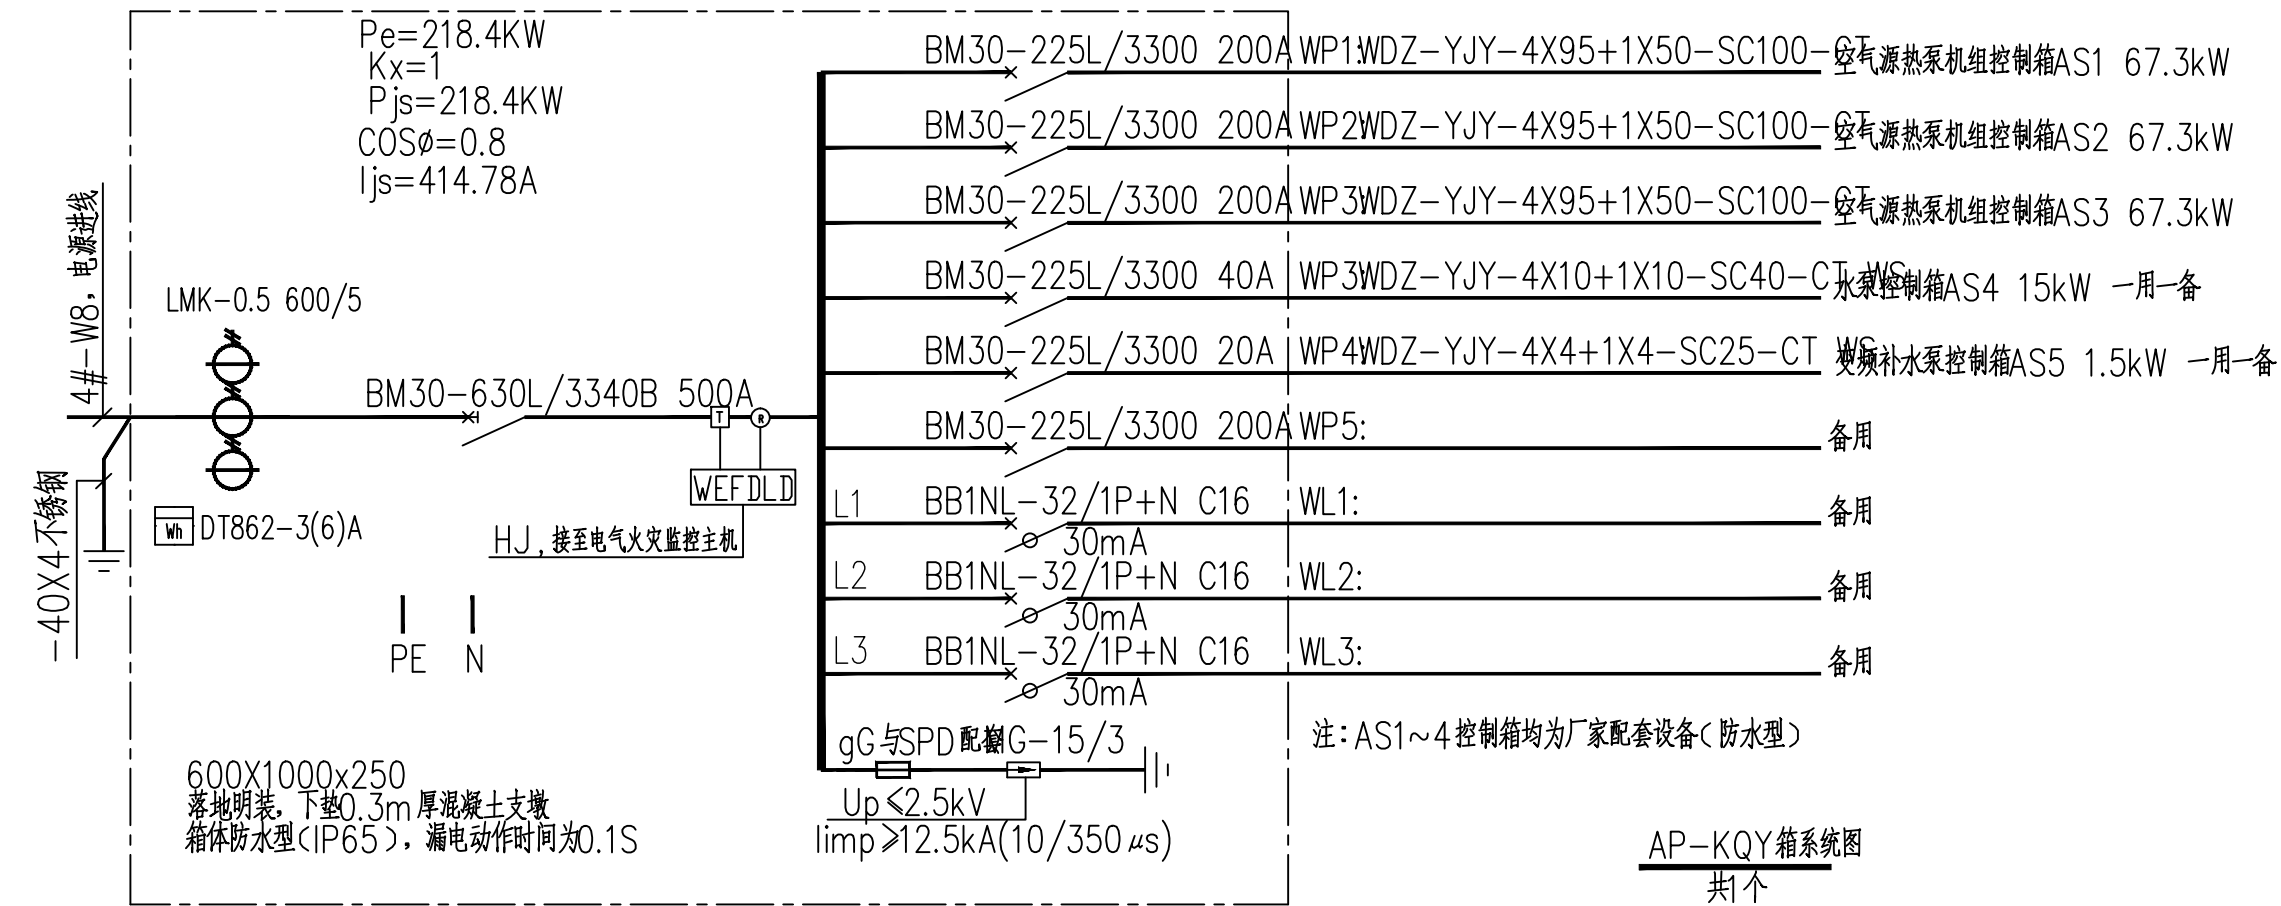 Pe=218.4KW
Kx=1
Pjs=218.4KW
COSø=0.8
Ijs=414.78A
4#-W8, 电源进线
LMK-0.5 600/5
BM30-630L/3340B 500A
T
R
WEFDLD
HJ, 接至电气火灾监控主机
-40X4不锈钢
Wh DT862-3(6)A
PE N
600X1000x250
落地明装, 下垫0.3m厚混凝土支墩
箱体防水型(IP65), 漏电动作时间为0.1S
BM30-225L/3300 200A WP1:WDZ-YJY-4X95+1X50-SC100-CT 空气源热泵机组控制箱AS1 67.3kW
BM30-225L/3300 200A WP2:WDZ-YJY-4X95+1X50-SC100-CT 空气源热泵机组控制箱AS2 67.3kW
BM30-225L/3300 200A WP3:WDZ-YJY-4X95+1X50-SC100-CT 空气源热泵机组控制箱AS3 67.3kW
BM30-225L/3300 40A WP3:WDZ-YJY-4X10+1X10-SC40-CT WS 水泵控制箱AS4 15kW 一用一备
BM30-225L/3300 20A WP4:WDZ-YJY-4X4+1X4-SC25-CT WS 变频补水泵控制箱AS5 1.5kW 一用一备
BM30-225L/3300 200A WP5: 备用
L1 BB1NL-32/1P+N C16 WL1: 备用
30mA
L2 BB1NL-32/1P+N C16 WL2: 备用
30mA
L3 BB1NL-32/1P+N C16 WL3: 备用
30mA
gG与SPD配套 G-15/3
Up≤2.5kV
Iimp≥12.5kA(10/350μs)
注: AS1~4控制箱均为厂家配套设备(防水型)
AP-KQY箱系统图
共1个